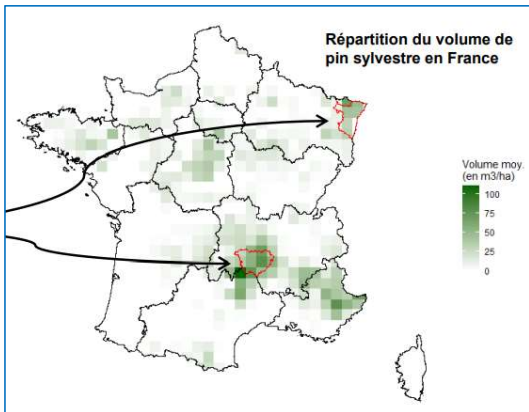 Répartition du volume de
pin sylvestre en France
Volume moy.
(en m3/ha)
100
75
50
25
0